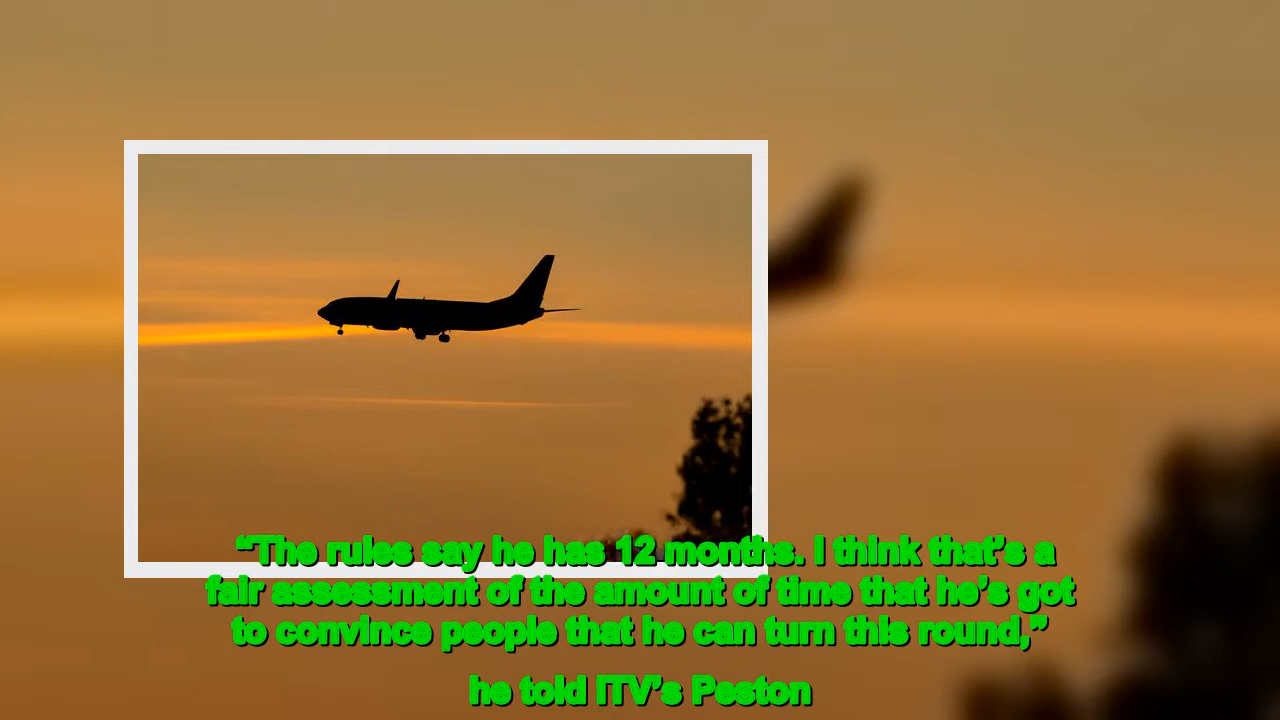 “The rules say he has 12 months. I think that’s a
fair assessment of the amount of time that he’s got
to convince people that he can turn this round,”
he told ITV’s Peston